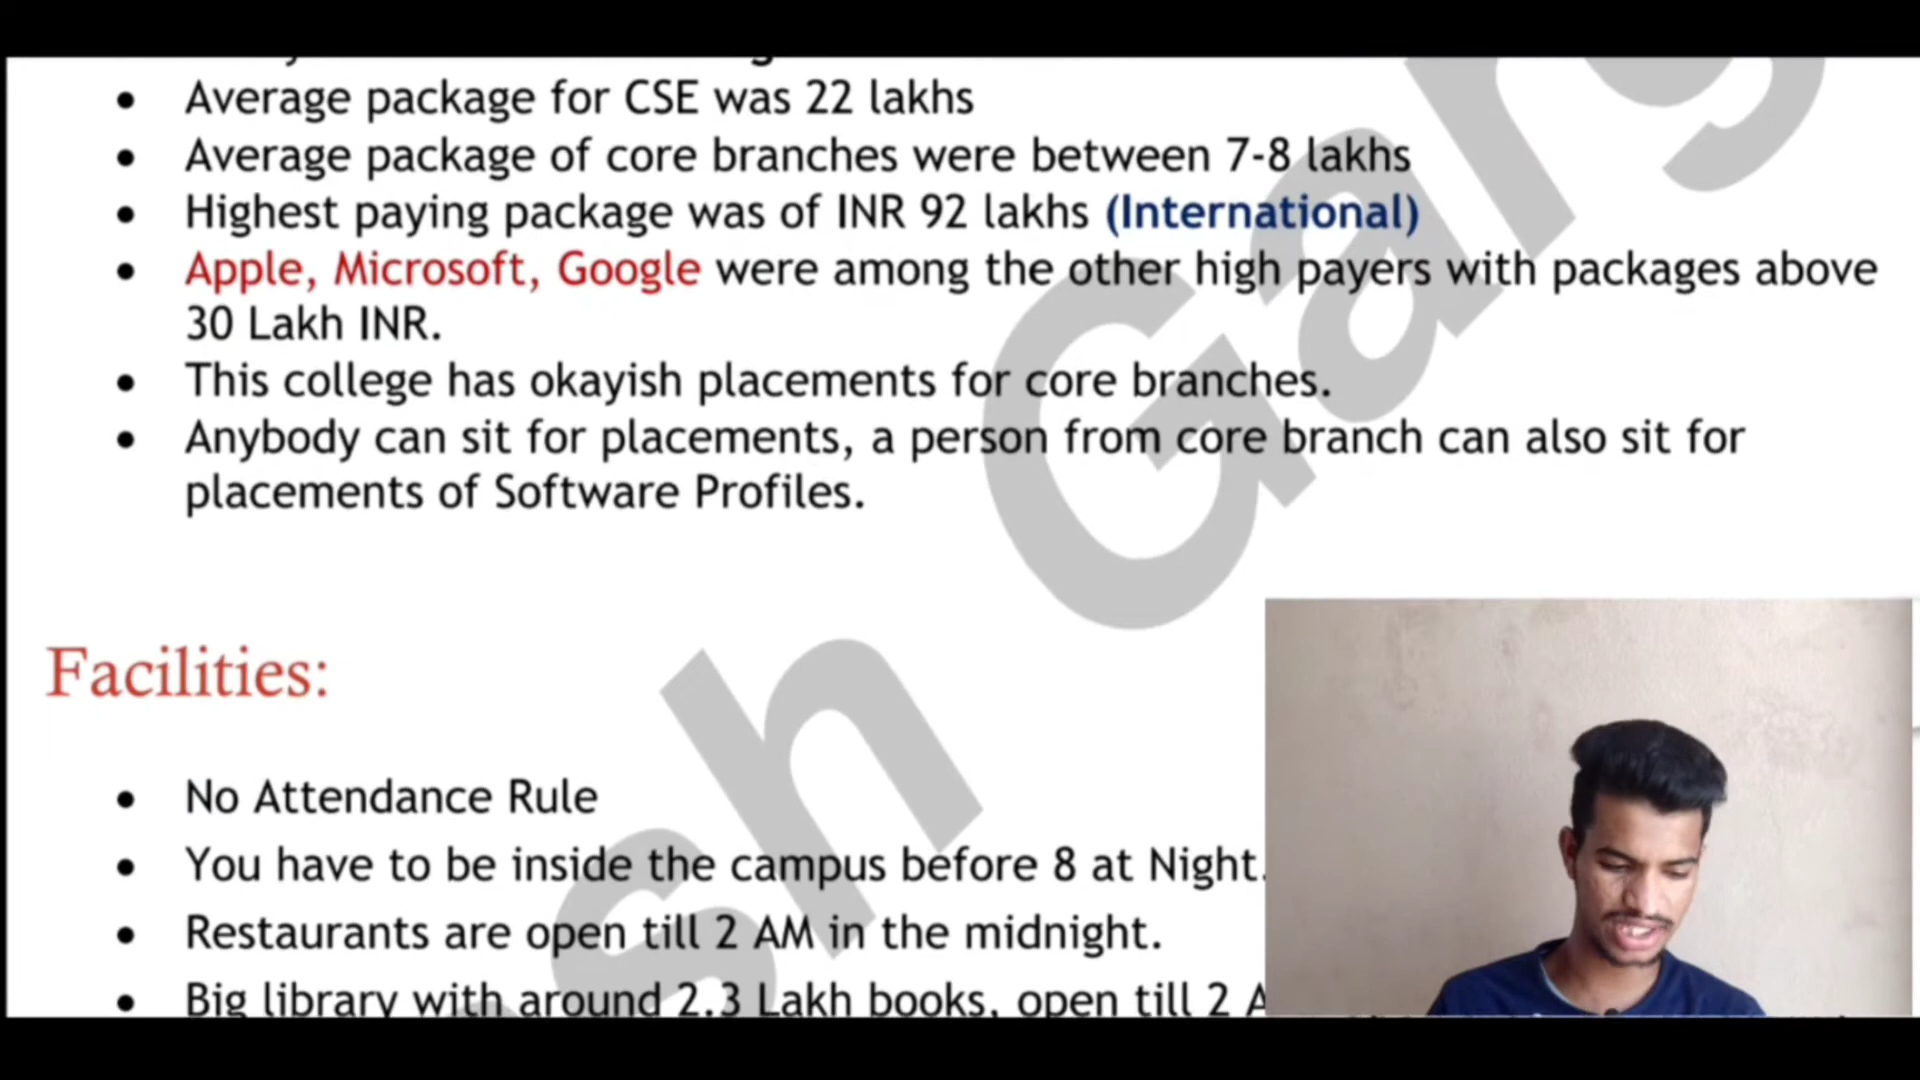 Average package for CSE was 22 lakhs
Average package of core branches were between 7-8 lakhs
Highest paying package was of INR 92 lakhs (International)
Apple, Microsoft, Google were among the other high payers with packages above
30 Lakh INR.
This college has okayish placements for core branches.
Anybody can sit for placements, a person from core branch can also sit for
placements of Software Profiles.
Facilities:
No Attendance Rule
You have to be inside the campus before 8 at Night.
Restaurants are open till 2 AM in the midnight.
Big library with around 2.3 Lakh books, open till 2 A
sh Garg